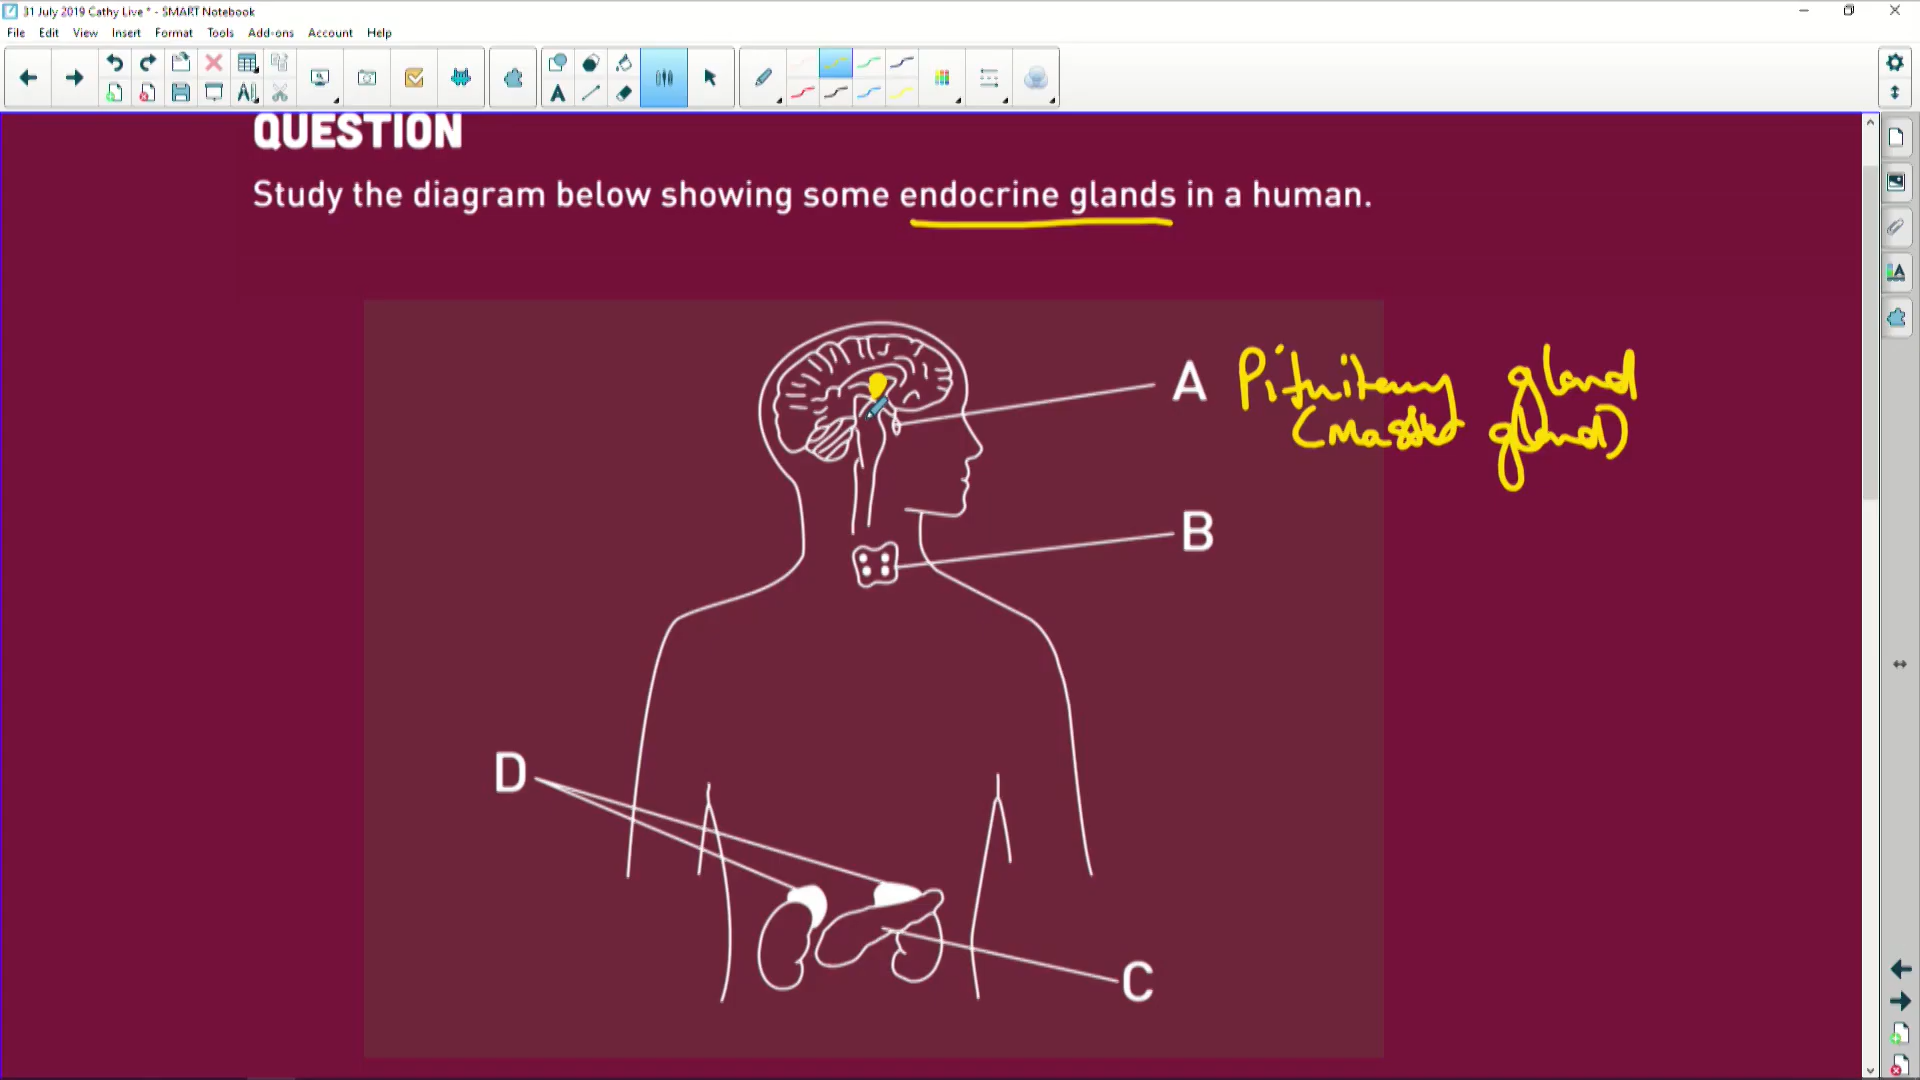 31 July 2019 Cathy Live * - SMART Notebook
File Edit View Insert Format Tools Add-ons Account Help
QUESTION
Study the diagram below showing some endocrine glands in a human.
A Pituitary gland
(Master gland)
B
D
C